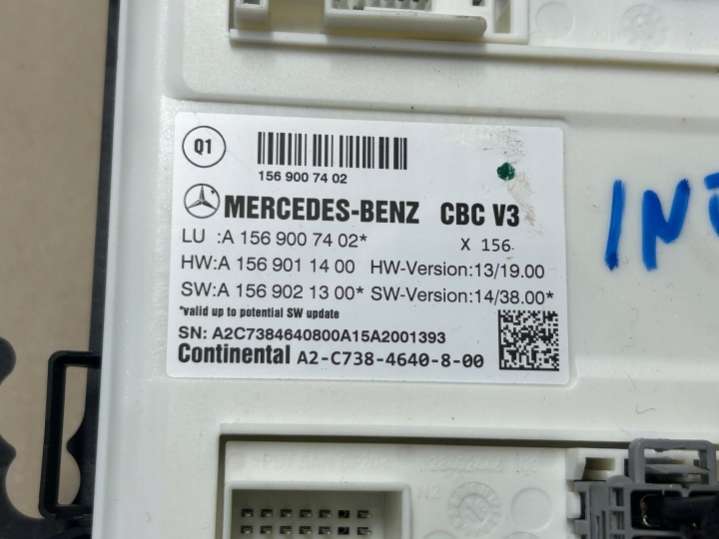 Q1
156 900 74 02
MERCEDES-BENZ CBC V3
LU :A 156 900 74 02* X 156
HW:A 156 901 14 00 HW-Version:13/19.00
SW:A 156 902 13 00* SW-Version:14/38.00*
*valid up to potential SW update
SN: A2C7384640800A15A2001393
Continental A2-C738-4640-8-00